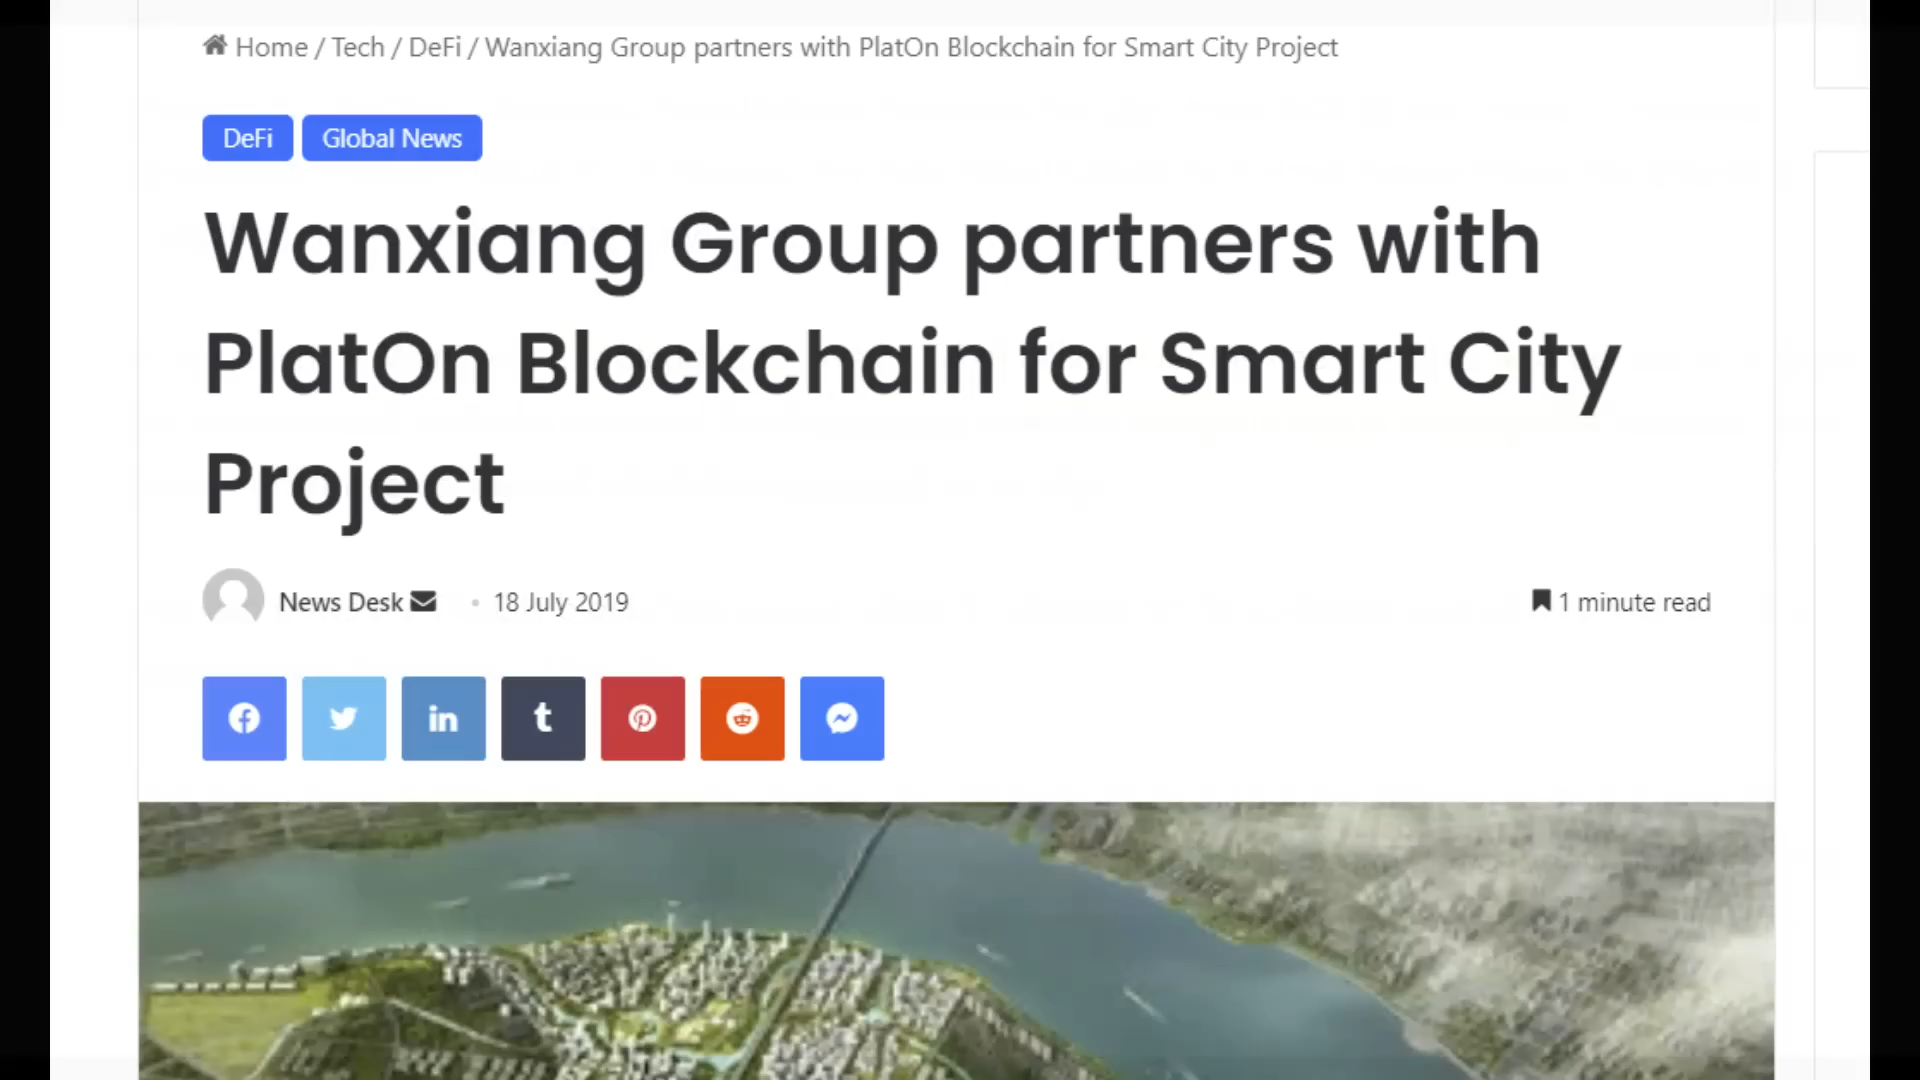 Home / Tech / DeFi / Wanxiang Group partners with PlatOn Blockchain for Smart City Project
DeFi Global News
Wanxiang Group partners with
PlatOn Blockchain for Smart City
Project
News Desk 18 July 2019 1 minute read